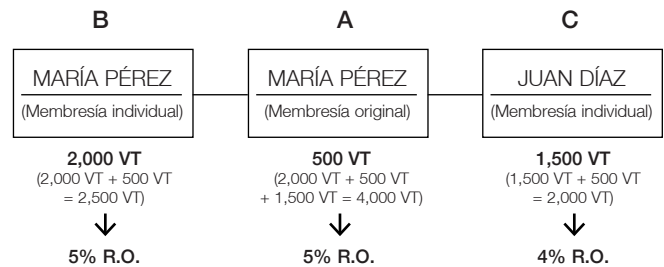 B
A
C
MARÍA PÉREZ
(Membresía individual)
MARÍA PÉREZ
(Membresía original)
JUAN DÍAZ
(Membresía individual)
2,000 VT
(2,000 VT + 500 VT
= 2,500 VT)
500 VT
(2,000 VT + 500
+ 1,500 VT = 4,000 VT)
1,500 VT
(1,500 VT + 500 VT
= 2,000 VT)
5% R.O.
5% R.O.
4% R.O.